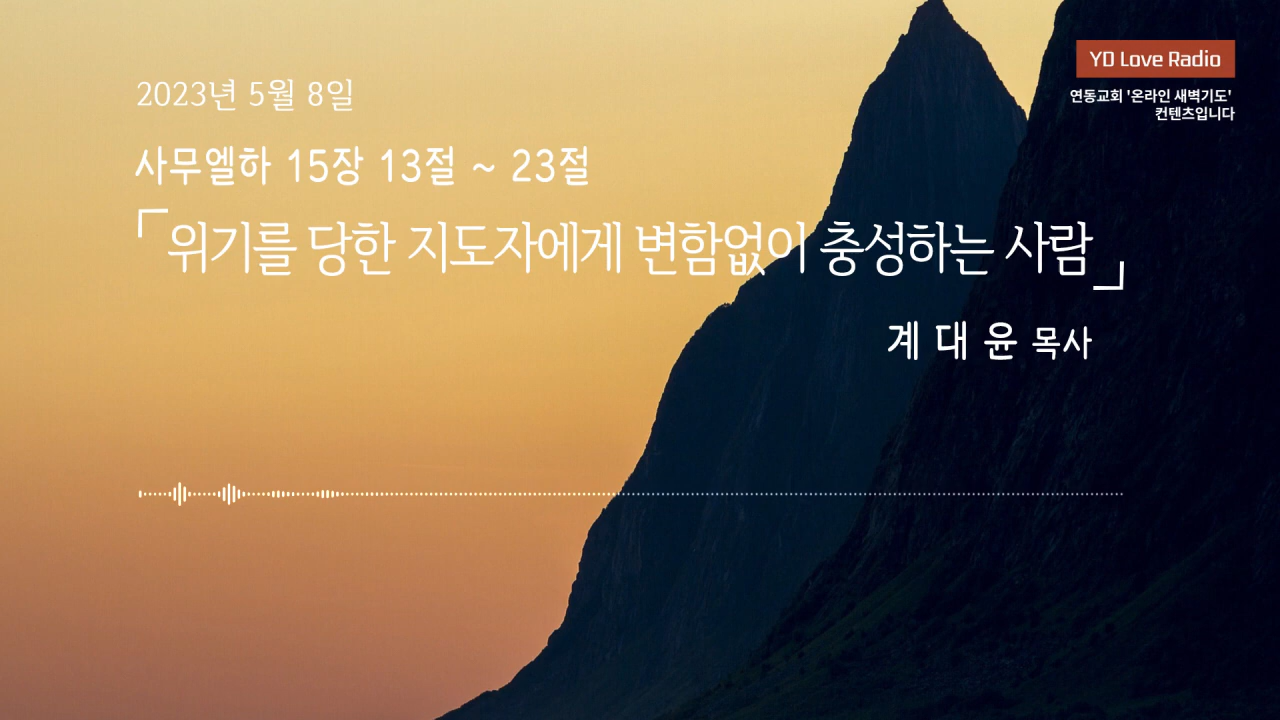 YD Love Radio
연동교회 '온라인 새벽기도'
컨텐츠입니다
2023년 5월 8일
사무엘하 15장 13절 ~ 23절
「위기를 당한 지도자에게 변함없이 충성하는 사람」
계 대 윤 목사